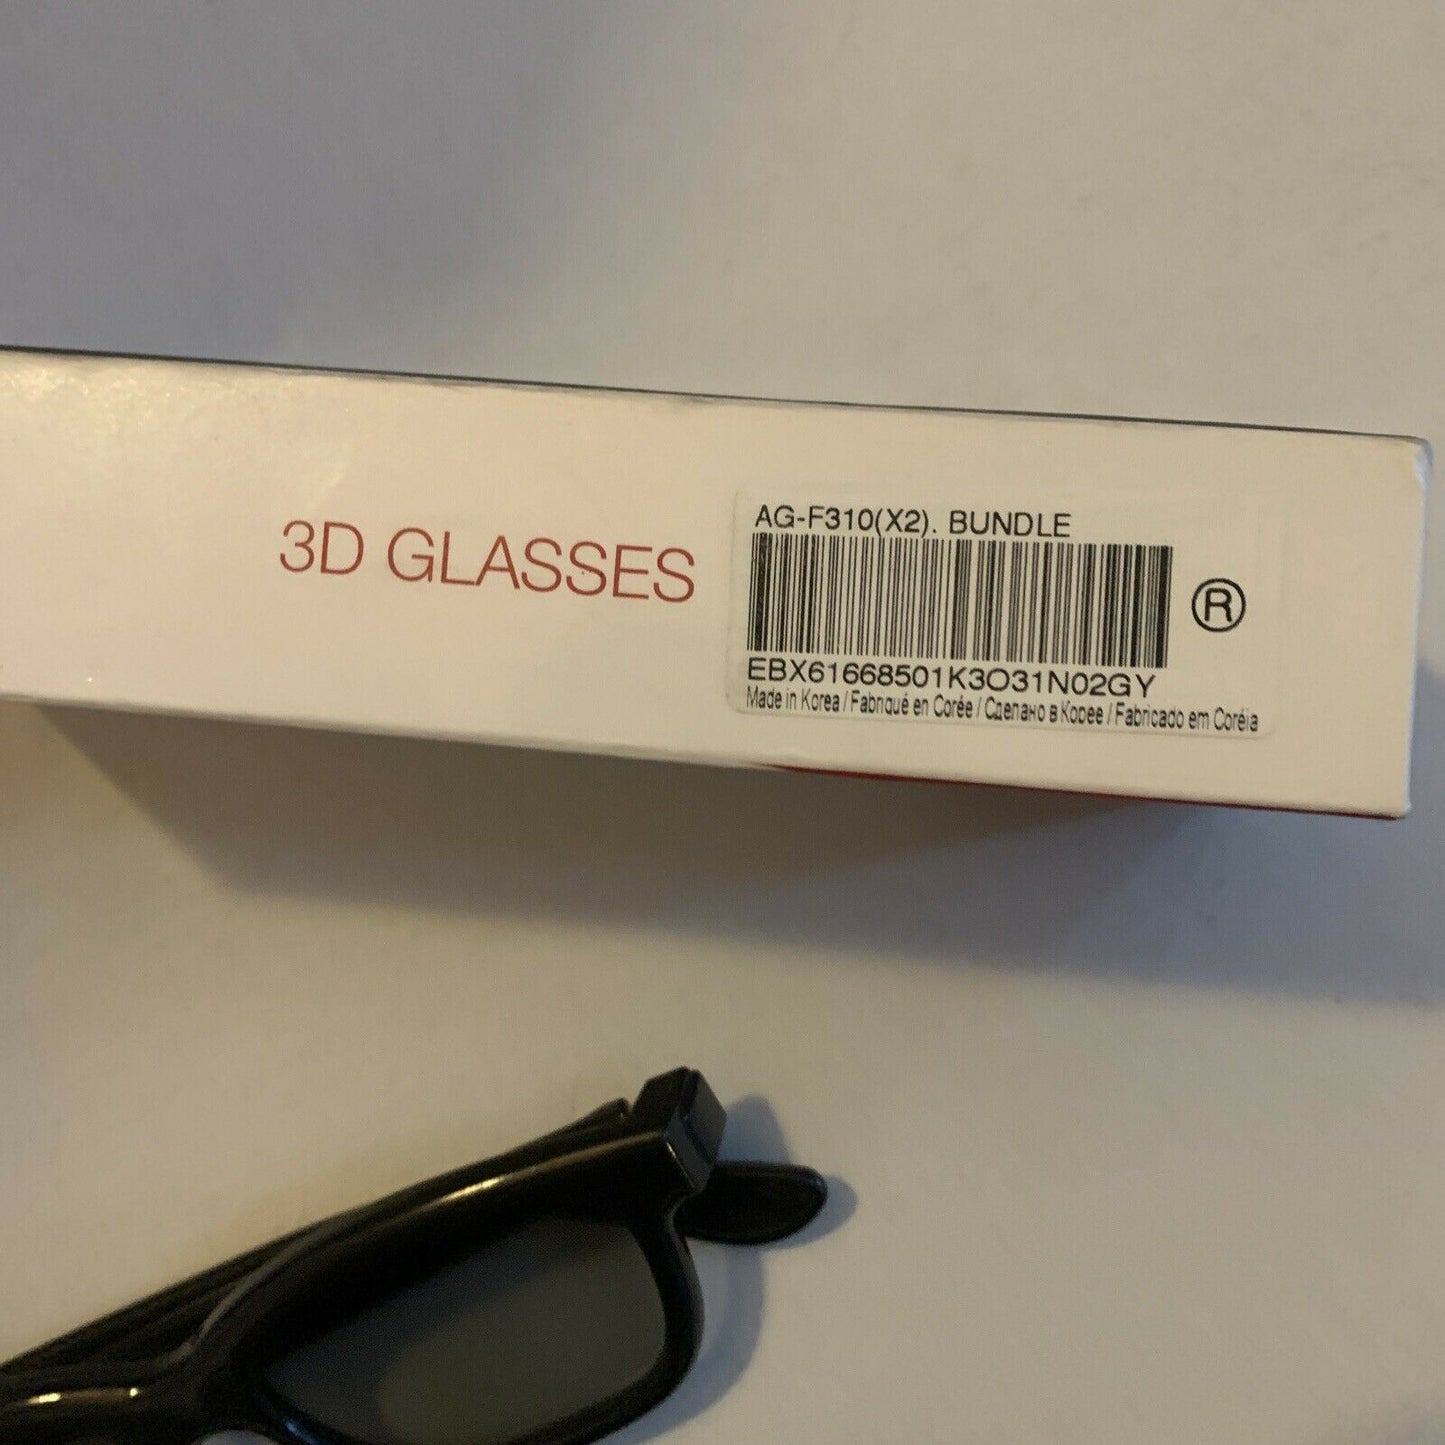 3D GLASSES
AG-F310(X2). BUNDLE
®
EBX61668501K3O31N02GY
Made in Korea / Fabriqué en Corée / Сделано в Корее / Fabricado em Coréia